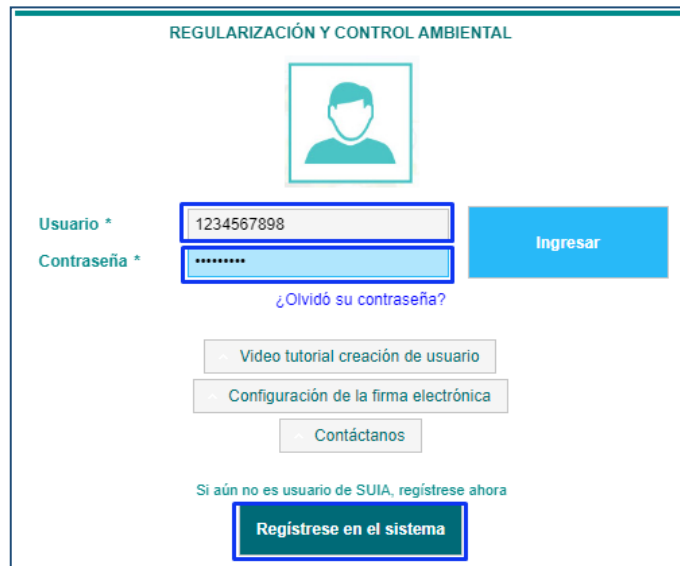 REGULARIZACIÓN Y CONTROL AMBIENTAL
Usuario *
1234567898
Ingresar
Contraseña *
•••••••••
¿Olvidó su contraseña?
Video tutorial creación de usuario
Configuración de la firma electrónica
Contáctanos
Si aún no es usuario de SUIA, regístrese ahora
Regístrese en el sistema